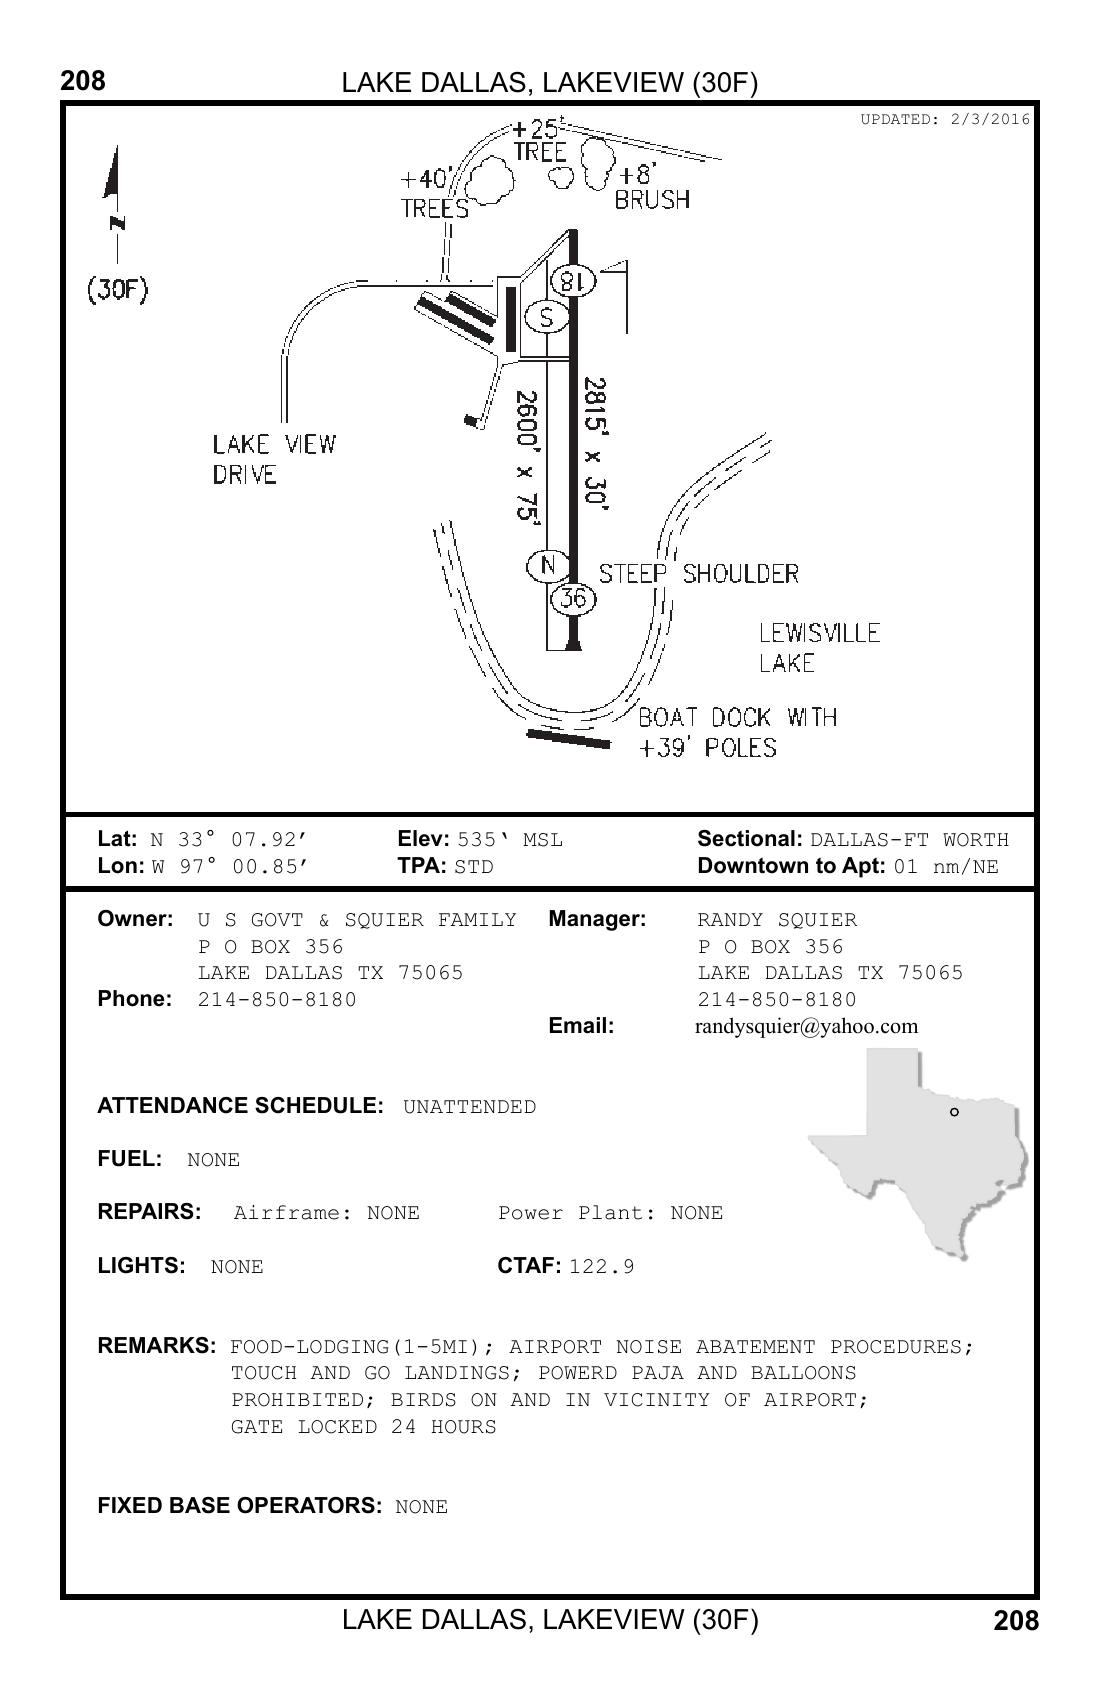 208 LAKE DALLAS, LAKEVIEW (30F)
UPDATED: 2/3/2016
+25'
TREE
+40'
TREES
+8'
BRUSH
N
(30F)
18
S
2815' x 30'
2600' x 75'
LAKE VIEW
DRIVE
N
STEEP SHOULDER
36
LEWISVILLE
LAKE
BOAT DOCK WITH
+39' POLES
Lat: N 33° 07.92’ Elev: 535‘ MSL Sectional: DALLAS-FT WORTH
Lon: W 97° 00.85’ TPA: STD Downtown to Apt: 01 nm/NE
Owner: U S GOVT & SQUIER FAMILY Manager: RANDY SQUIER
P O BOX 356 P O BOX 356
LAKE DALLAS TX 75065 LAKE DALLAS TX 75065
Phone: 214-850-8180 214-850-8180
Email: randysquier@yahoo.com
ATTENDANCE SCHEDULE: UNATTENDED
FUEL: NONE
REPAIRS: Airframe: NONE Power Plant: NONE
LIGHTS: NONE CTAF: 122.9
REMARKS: FOOD-LODGING(1-5MI); AIRPORT NOISE ABATEMENT PROCEDURES;
TOUCH AND GO LANDINGS; POWERD PAJA AND BALLOONS
PROHIBITED; BIRDS ON AND IN VICINITY OF AIRPORT;
GATE LOCKED 24 HOURS
FIXED BASE OPERATORS: NONE
LAKE DALLAS, LAKEVIEW (30F) 208